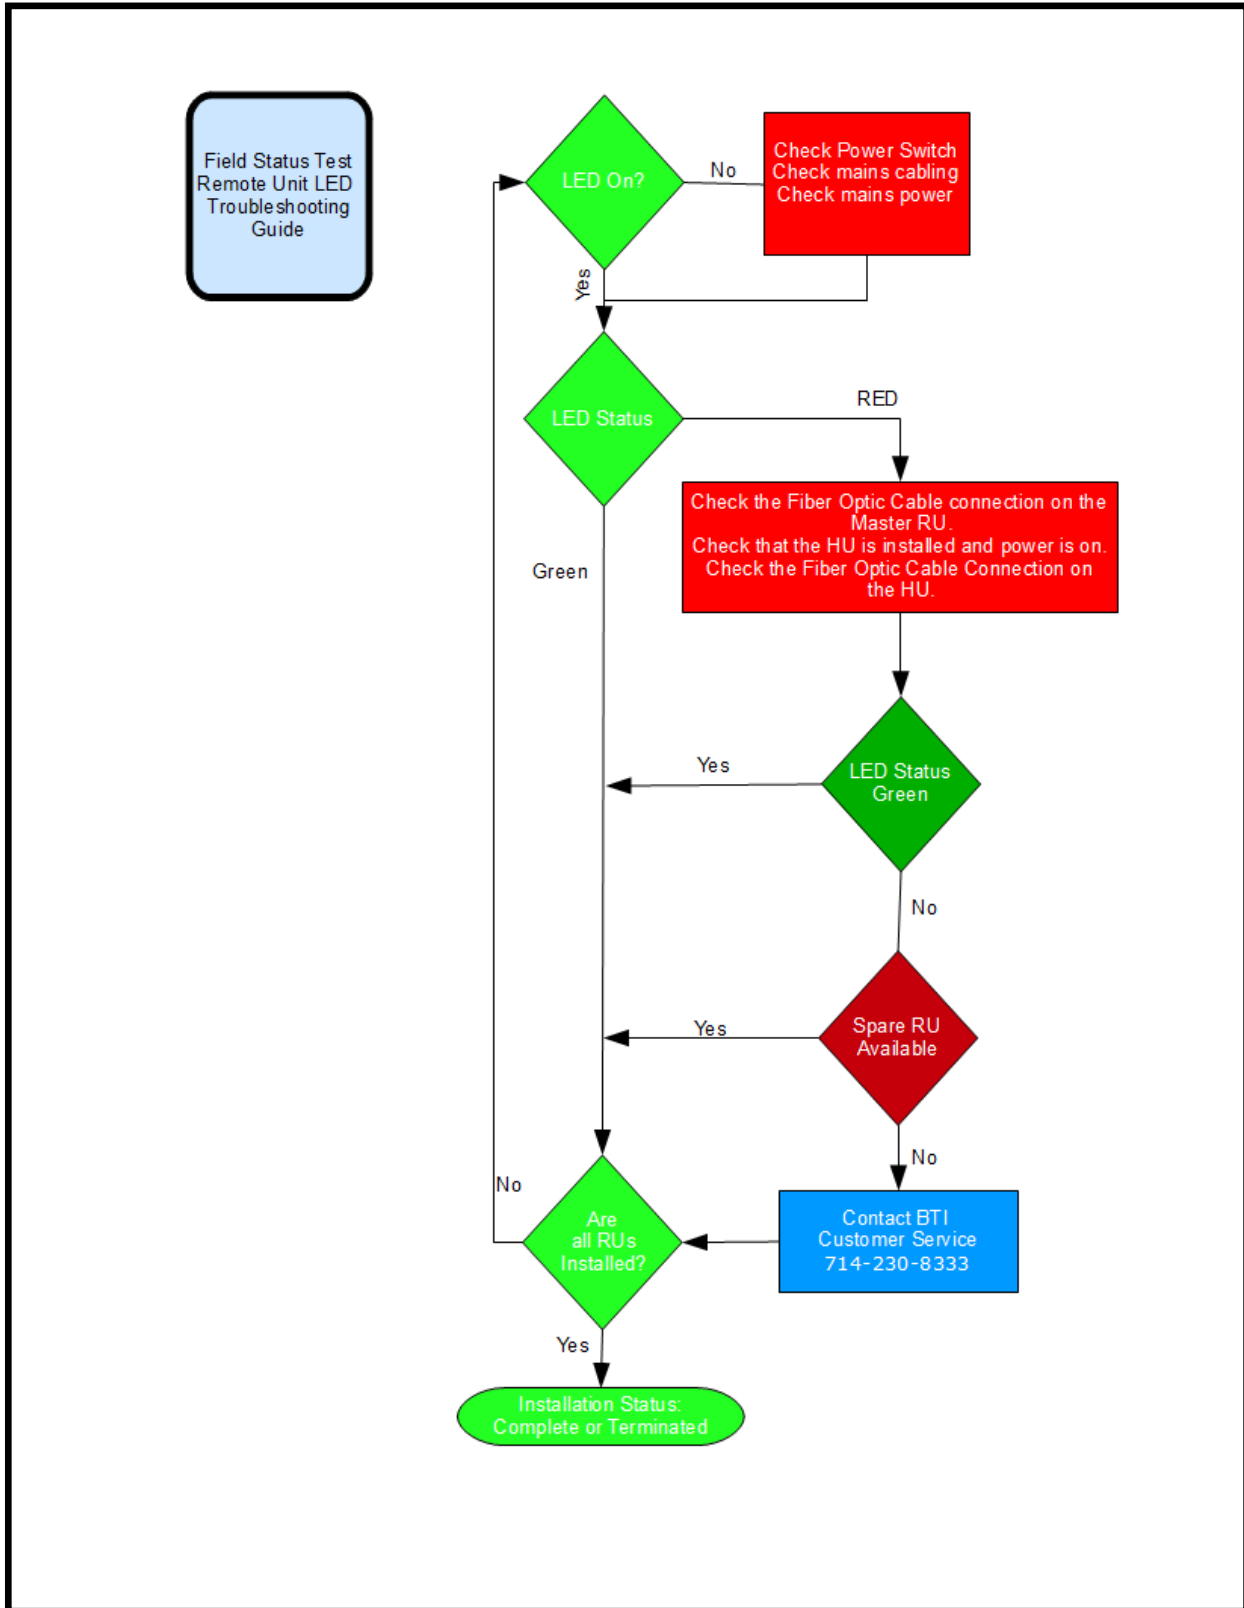 Field Status Test
Remote Unit LED
Troubleshooting
Guide
LED On?
No
Check Power Switch
Check mains cabling
Check mains power
Yes
LED Status
RED
Check the Fiber Optic Cable connection on the
Master RU.
Check that the HU is installed and power is on.
Check the Fiber Optic Cable Connection on
the HU.
Green
LED Status
Green
Yes
No
Spare RU
Available
Yes
No
Contact BTI
Customer Service
714-230-8333
Are
all RUs
Installed?
No
Yes
Installation Status:
Complete or Terminated